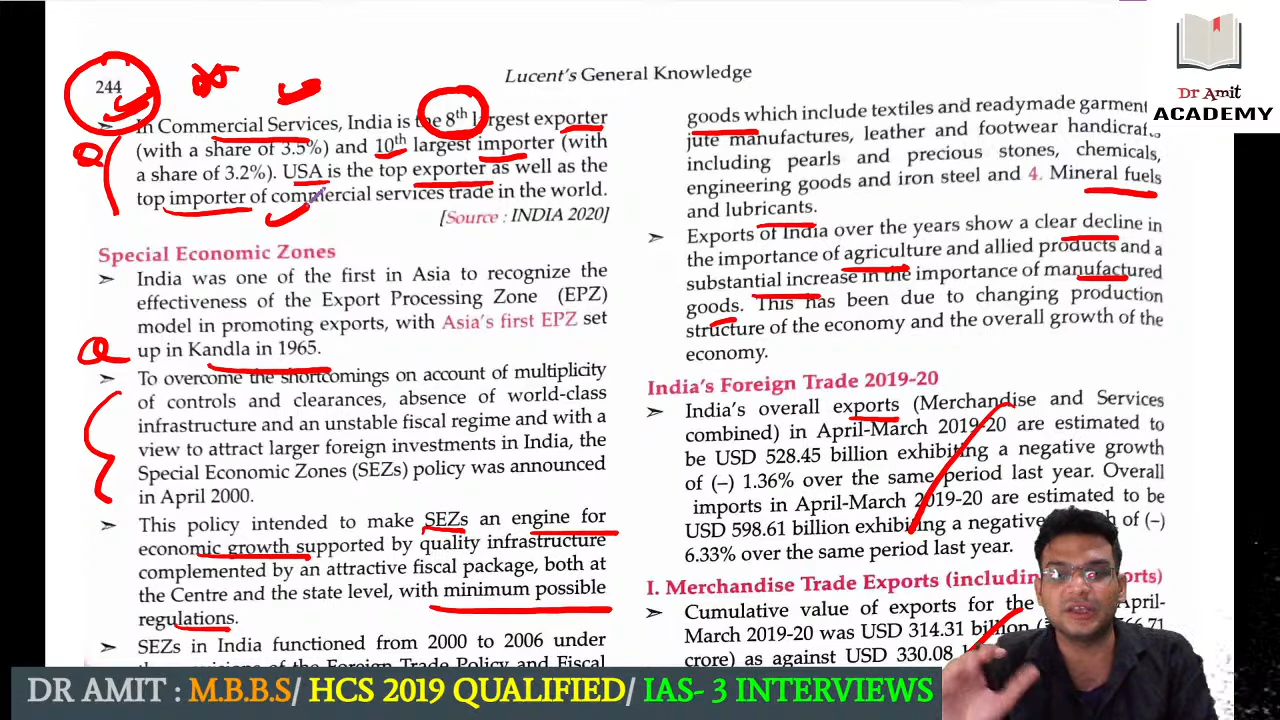 244
Lucent's General Knowledge
In Commercial Services, India is the 8th largest exporter
(with a share of 3.5%) and 10th largest importer (with
a share of 3.2%). USA is the top exporter as well as the
top importer of commercial services trade in the world.
[Source : INDIA 2020]
Special Economic Zones
➢ India was one of the first in Asia to recognize the
effectiveness of the Export Processing Zone (EPZ)
model in promoting exports, with Asia's first EPZ set
up in Kandla in 1965.
➢ To overcome the shortcomings on account of multiplicity
of controls and clearances, absence of world-class
infrastructure and an unstable fiscal regime and with a
view to attract larger foreign investments in India, the
Special Economic Zones (SEZs) policy was announced
in April 2000.
➢ This policy intended to make SEZs an engine for
economic growth supported by quality infrastructure
complemented by an attractive fiscal package, both at
the Centre and the state level, with minimum possible
regulations.
➢ SEZs in India functioned from 2000 to 2006 under
the provisions of the Foreign Trade Policy and Fiscal
goods which include textiles and readymade garment
jute manufactures, leather and footwear handicrafts
including pearls and precious stones, chemicals,
engineering goods and iron steel and 4. Mineral fuels
and lubricants.
➢ Exports of India over the years show a clear decline in
the importance of agriculture and allied products and a
substantial increase in the importance of manufactured
goods. This has been due to changing production
structure of the economy and the overall growth of the
economy.
India's Foreign Trade 2019-20
➢ India's overall exports (Merchandise and Services
combined) in April-March 2019-20 are estimated to
be USD 528.45 billion exhibiting a negative growth
of (–) 1.36% over the same period last year. Overall
imports in April-March 2019-20 are estimated to be
USD 598.61 billion exhibiting a negative of (–)
6.33% over the same period last year.
I. Merchandise Trade Exports (including
➢ Cumulative value of exports for the April-
March 2019-20 was USD 314.31 billion
crore) as against USD 330.08
Dr Amit
ACADEMY
DR AMIT : M.B.B.S/ HCS 2019 QUALIFIED/ IAS- 3 INTERVIEWS